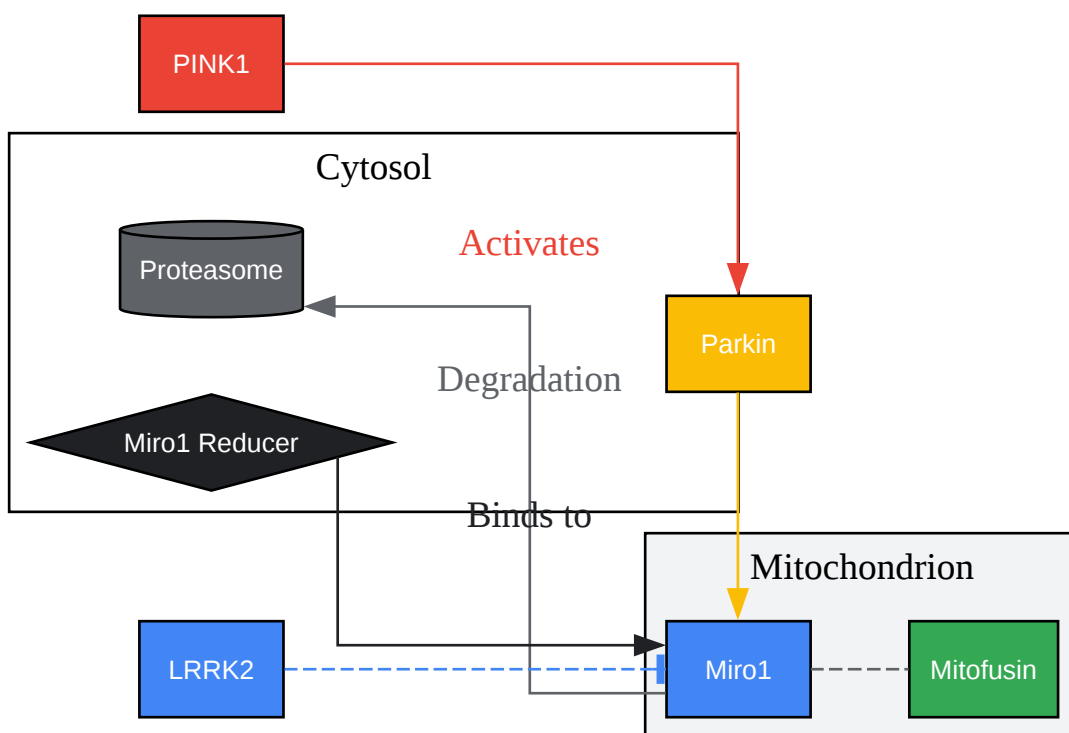 PINK1
Cytosol
Activates
Proteasome
Parkin
Degradation
Miro1 Reducer
Binds to
Mitochondrion
LRRK2
Miro1
Mitofusin